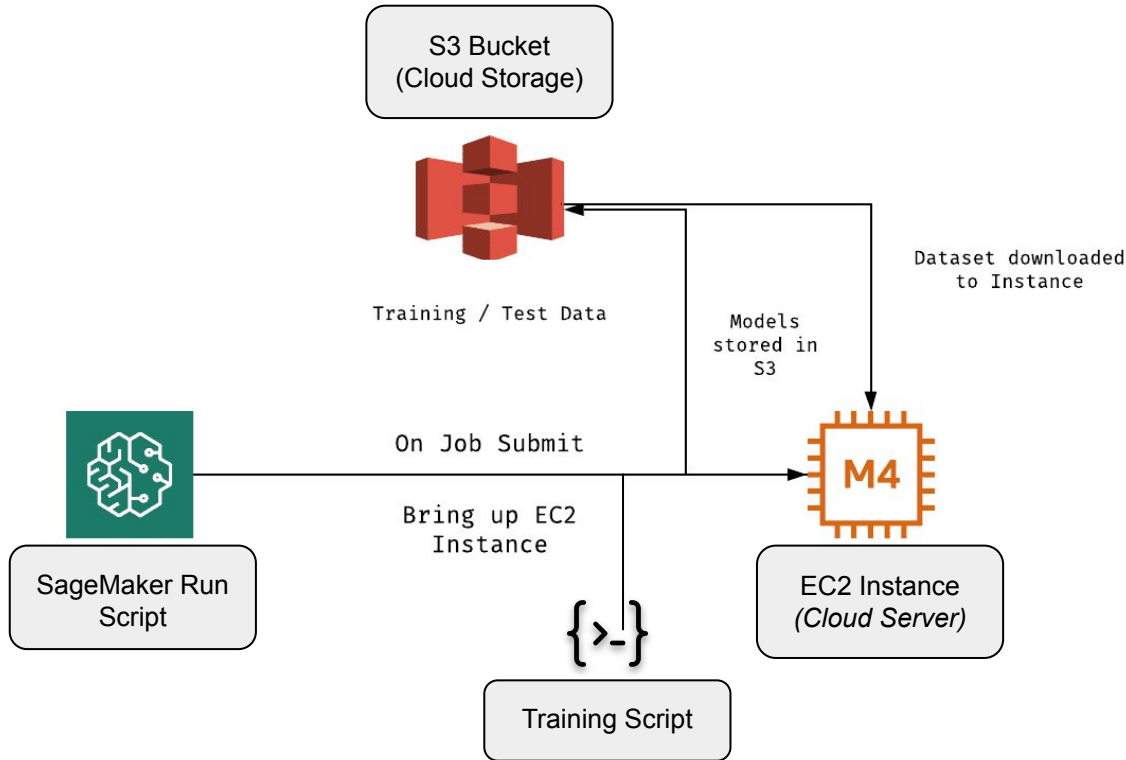 S3 Bucket
(Cloud Storage)
Training / Test Data
Dataset downloaded
to Instance
Models
stored in
S3
On Job Submit
Bring up EC2
Instance
M4
SageMaker Run
Script
EC2 Instance
(Cloud Server)
{>_}
Training Script